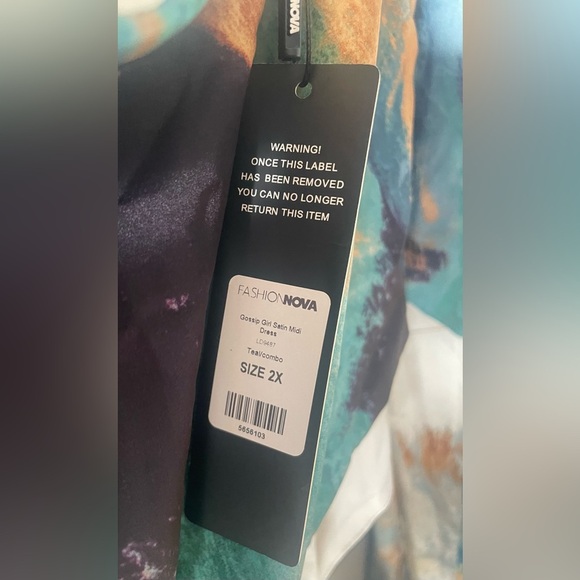 NOVA
WARNING!
ONCE THIS LABEL
HAS BEEN REMOVED
YOU CAN NO LONGER
RETURN THIS ITEM
FASHIONNOVA
Gossip Girl Satin Midi
Dress
Teal/combo
SIZE 2X
5656103